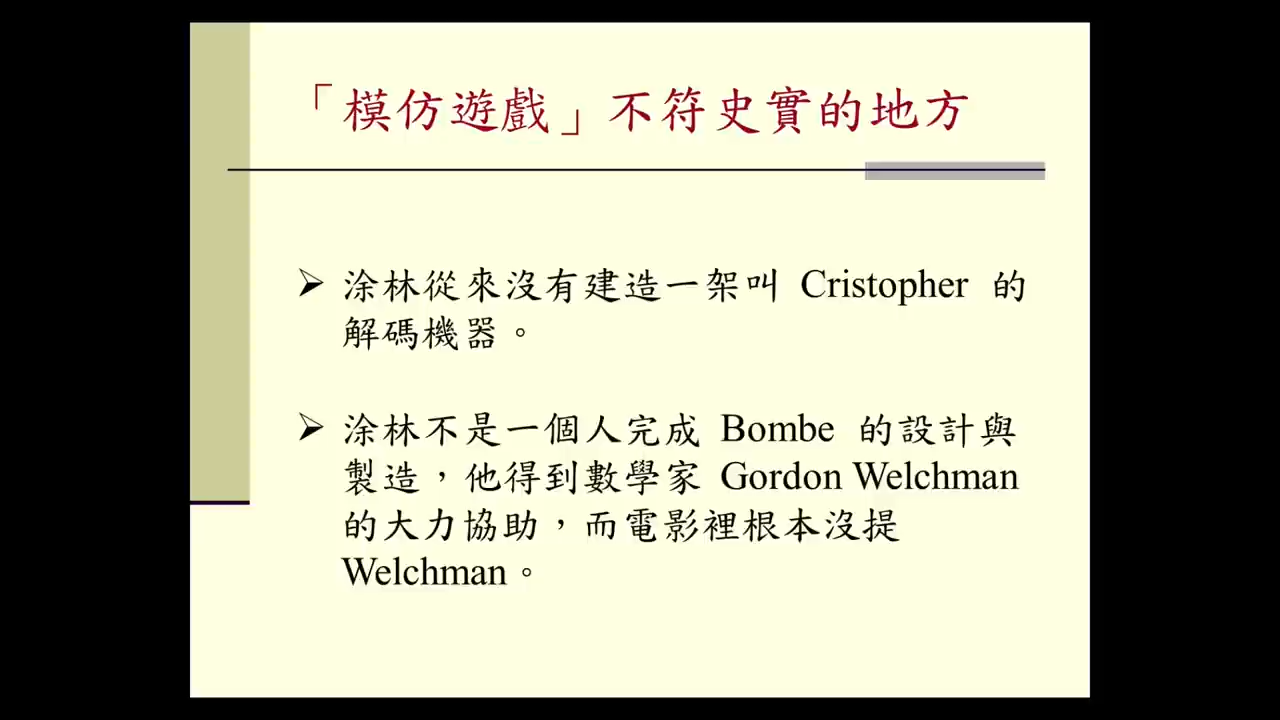 「模仿遊戲」不符史實的地方
➢ 涂林從來沒有建造一架叫 Cristopher 的
解碼機器。
➢ 涂林不是一個人完成 Bombe 的設計與
製造，他得到數學家 Gordon Welchman
的大力協助，而電影裡根本沒提
Welchman。